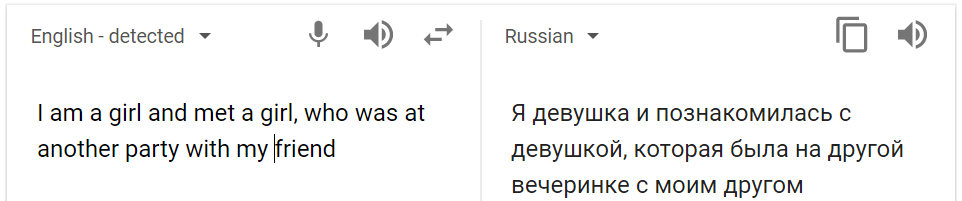 English - detected
Russian
I am a girl and met a girl, who was at
another party with my friend
Я девушка и познакомилась с
девушкой, которая была на другой
вечеринке с моим другом